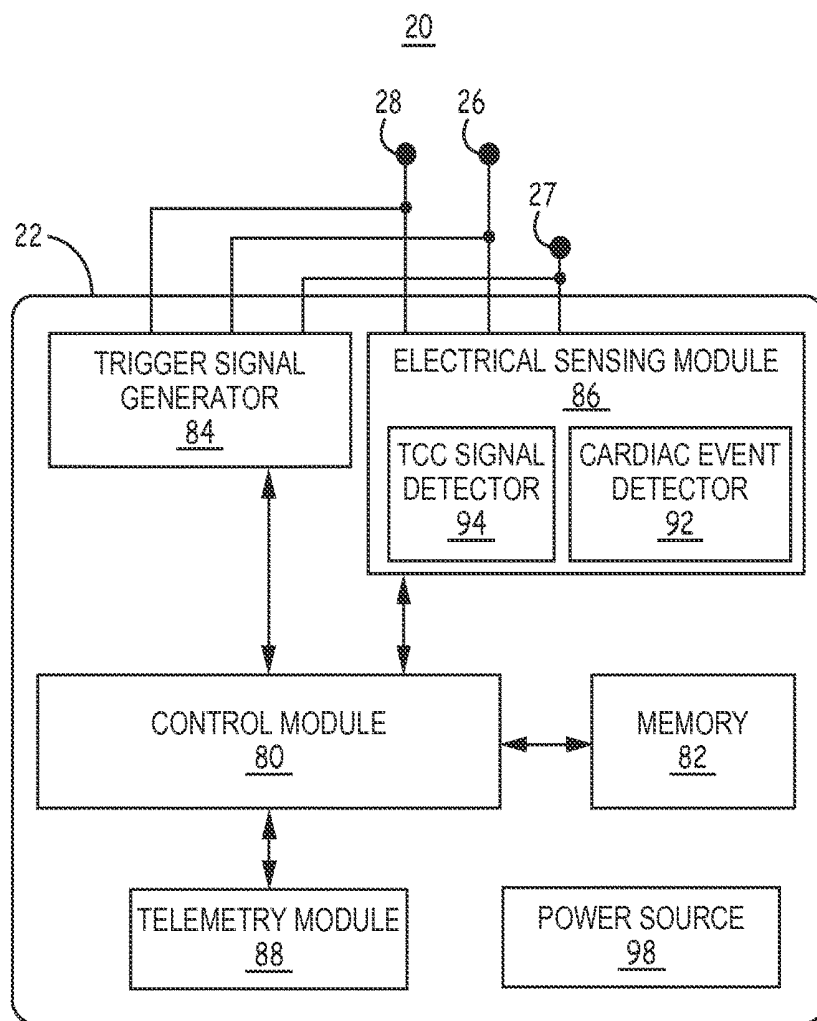 20
28
26
27
22
TRIGGER SIGNAL
GENERATOR
84
ELECTRICAL SENSING MODULE
86
TCC SIGNAL
DETECTOR
94
CARDIAC EVENT
DETECTOR
92
CONTROL MODULE
80
MEMORY
82
TELEMETRY MODULE
88
POWER SOURCE
98